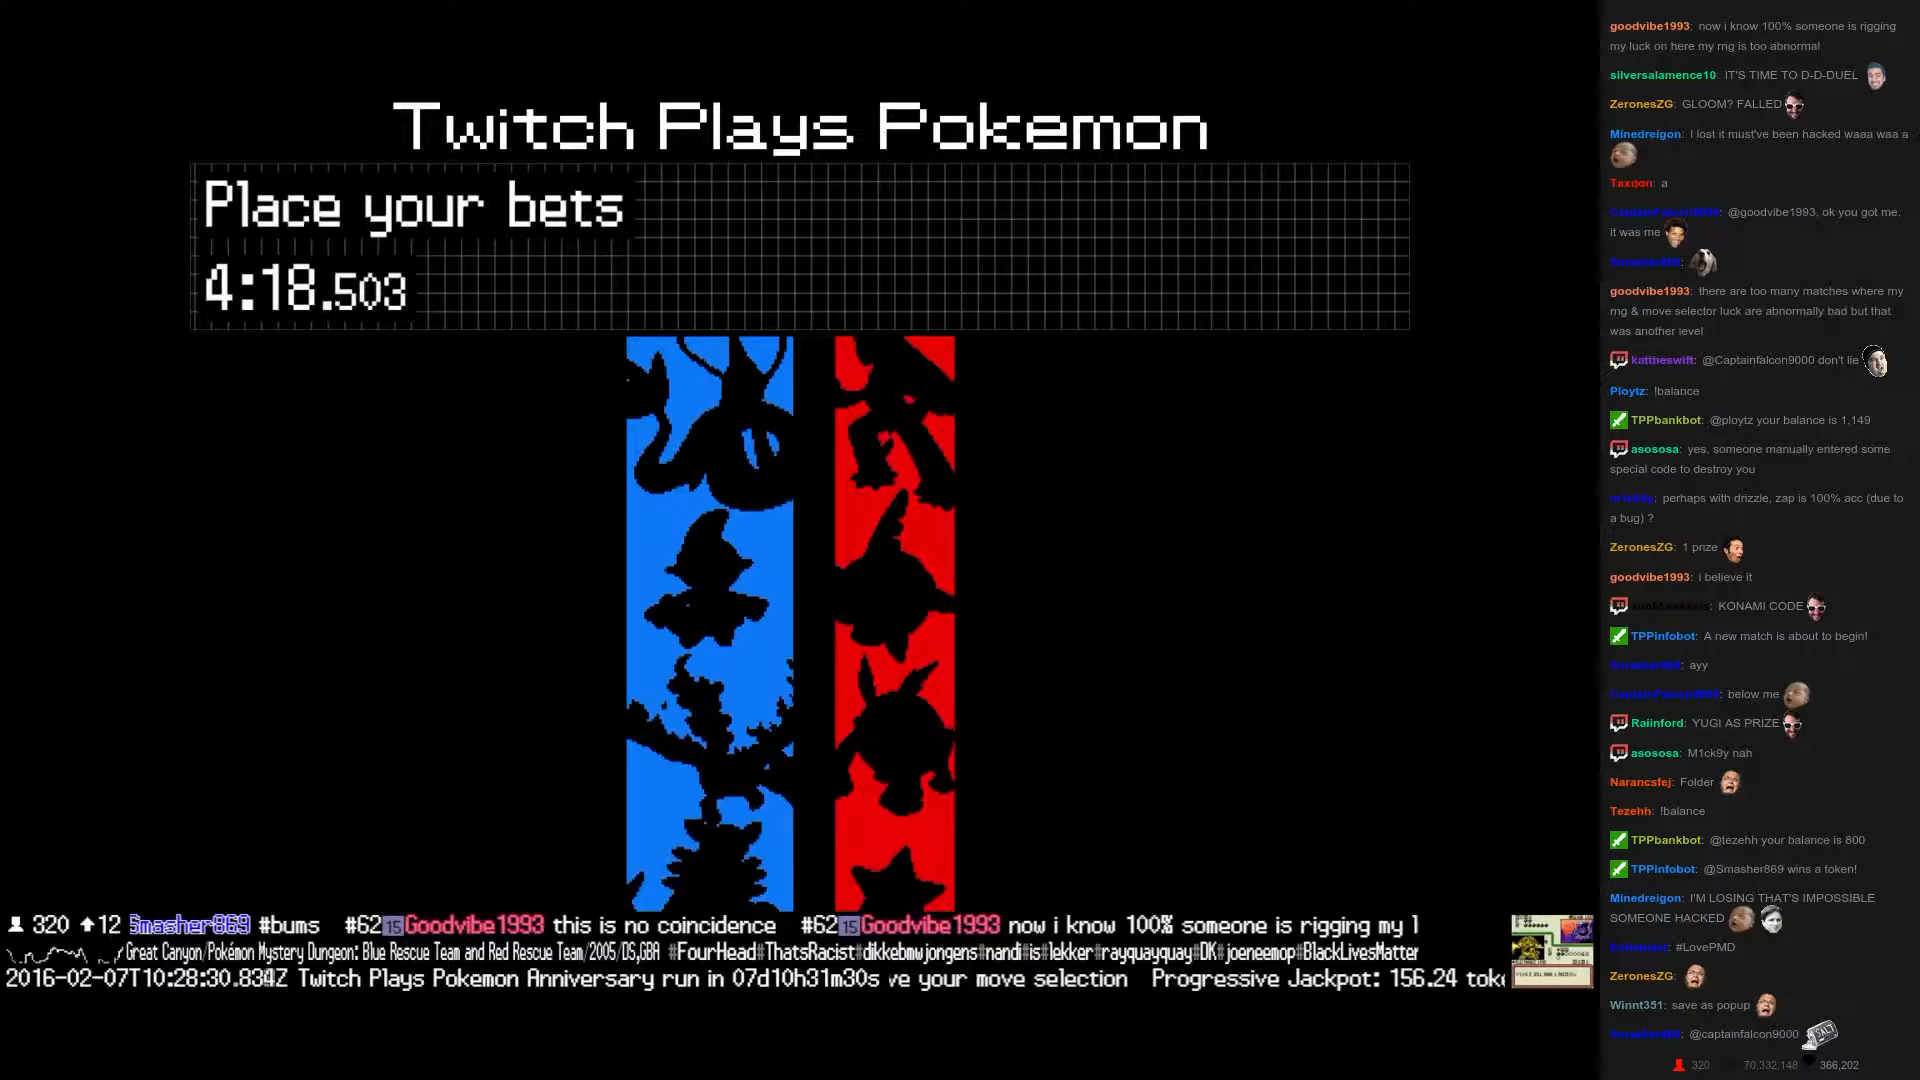 Twitch Plays Pokemon
Place your bets
4:18.503
320 12 Smasher869 #bums #62 15 Goodvibe1993 this is no coincidence #62 15 Goodvibe1993 now i know 100% someone is rigging my l
Great Canyon/Pokémon Mystery Dungeon: Blue Rescue Team and Red Rescue Team/2005/DS,GBA #FourHead#ThatsRacist#dikkebmwjongens#nandi#is#lekker#rayquayquay#DK#joeneemop#BlackLivesMatter
Twitch Plays Pokemon Anniversary run in 07d10h31m30s ve your move selection Progressive Jackpot: 156.24 toke
goodvibe1993: now i know 100% someone is rigging
my luck on here my rng is too abnormal
silversalamence10: IT'S TIME TO D-D-DUEL
ZeronesZG: GLOOM? FALLED
Minedreigon: I lost it must've been hacked waaa waa a
Taxqon: a
CaptainFalcon9000: @goodvibe1993, ok you got me.
it was me
Smasher869:
goodvibe1993: there are too many matches where my
rng & move selector luck are abnormally bad but that
was another level
kattheswift: @Captainfalcon9000 don't lie
Ploytz: !balance
TPPbankbot: @ploytz your balance is 1,149
asososa: yes, someone manually entered some
special code to destroy you
perhaps with drizzle, zap is 100% acc (due to
a bug) ?
ZeronesZG: 1 prize
goodvibe1993: i believe it
KONAMI CODE
TPPinfobot: A new match is about to begin!
Smasher869: ayy
CaptainFalcon9000: below me
Raiinford: YUGI AS PRIZE
asososa: M1ck9y nah
Narancsfej: Folder
Tezehh: !balance
TPPbankbot: @tezehh your balance is 800
TPPinfobot: @Smasher869 wins a token!
Minedreigon: I'M LOSING THAT'S IMPOSSIBLE
SOMEONE HACKED
#LovePMD
ZeronesZG:
Winnt351: save as popup
Smasher869: @captainfalcon9000
SALT
320 70,332,148 366,202